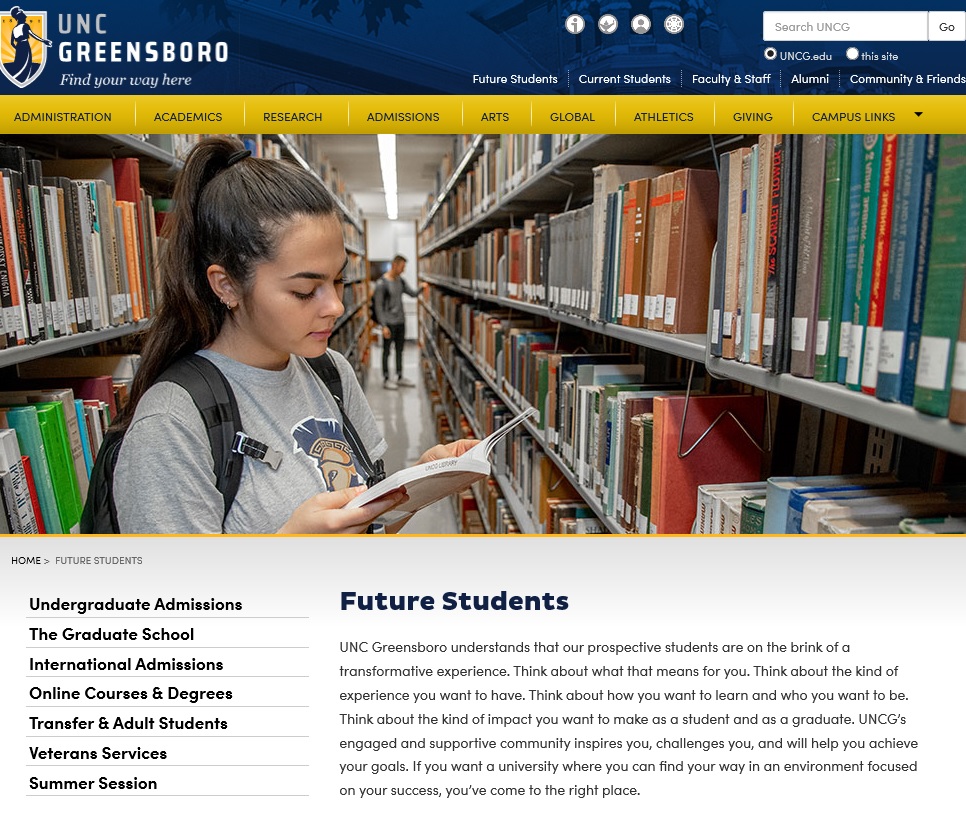 UNC
GREENSBORO
Find your way here
Search UNCG
Go
UNCG.edu this site
Future Students Current Students Faculty & Staff Alumni Community & Friends
ADMINISTRATION ACADEMICS RESEARCH ADMISSIONS ARTS GLOBAL ATHLETICS GIVING CAMPUS LINKS
THE SCARLET FLOWER
UNCG LIBRARY
HOME > FUTURE STUDENTS
Undergraduate Admissions
The Graduate School
International Admissions
Online Courses & Degrees
Transfer & Adult Students
Veterans Services
Summer Session
Future Students
UNC Greensboro understands that our prospective students are on the brink of a
transformative experience. Think about what that means for you. Think about the kind of
experience you want to have. Think about how you want to learn and who you want to be.
Think about the kind of impact you want to make as a student and as a graduate. UNCG’s
engaged and supportive community inspires you, challenges you, and will help you achieve
your goals. If you want a university where you can find your way in an environment focused
on your success, you’ve come to the right place.